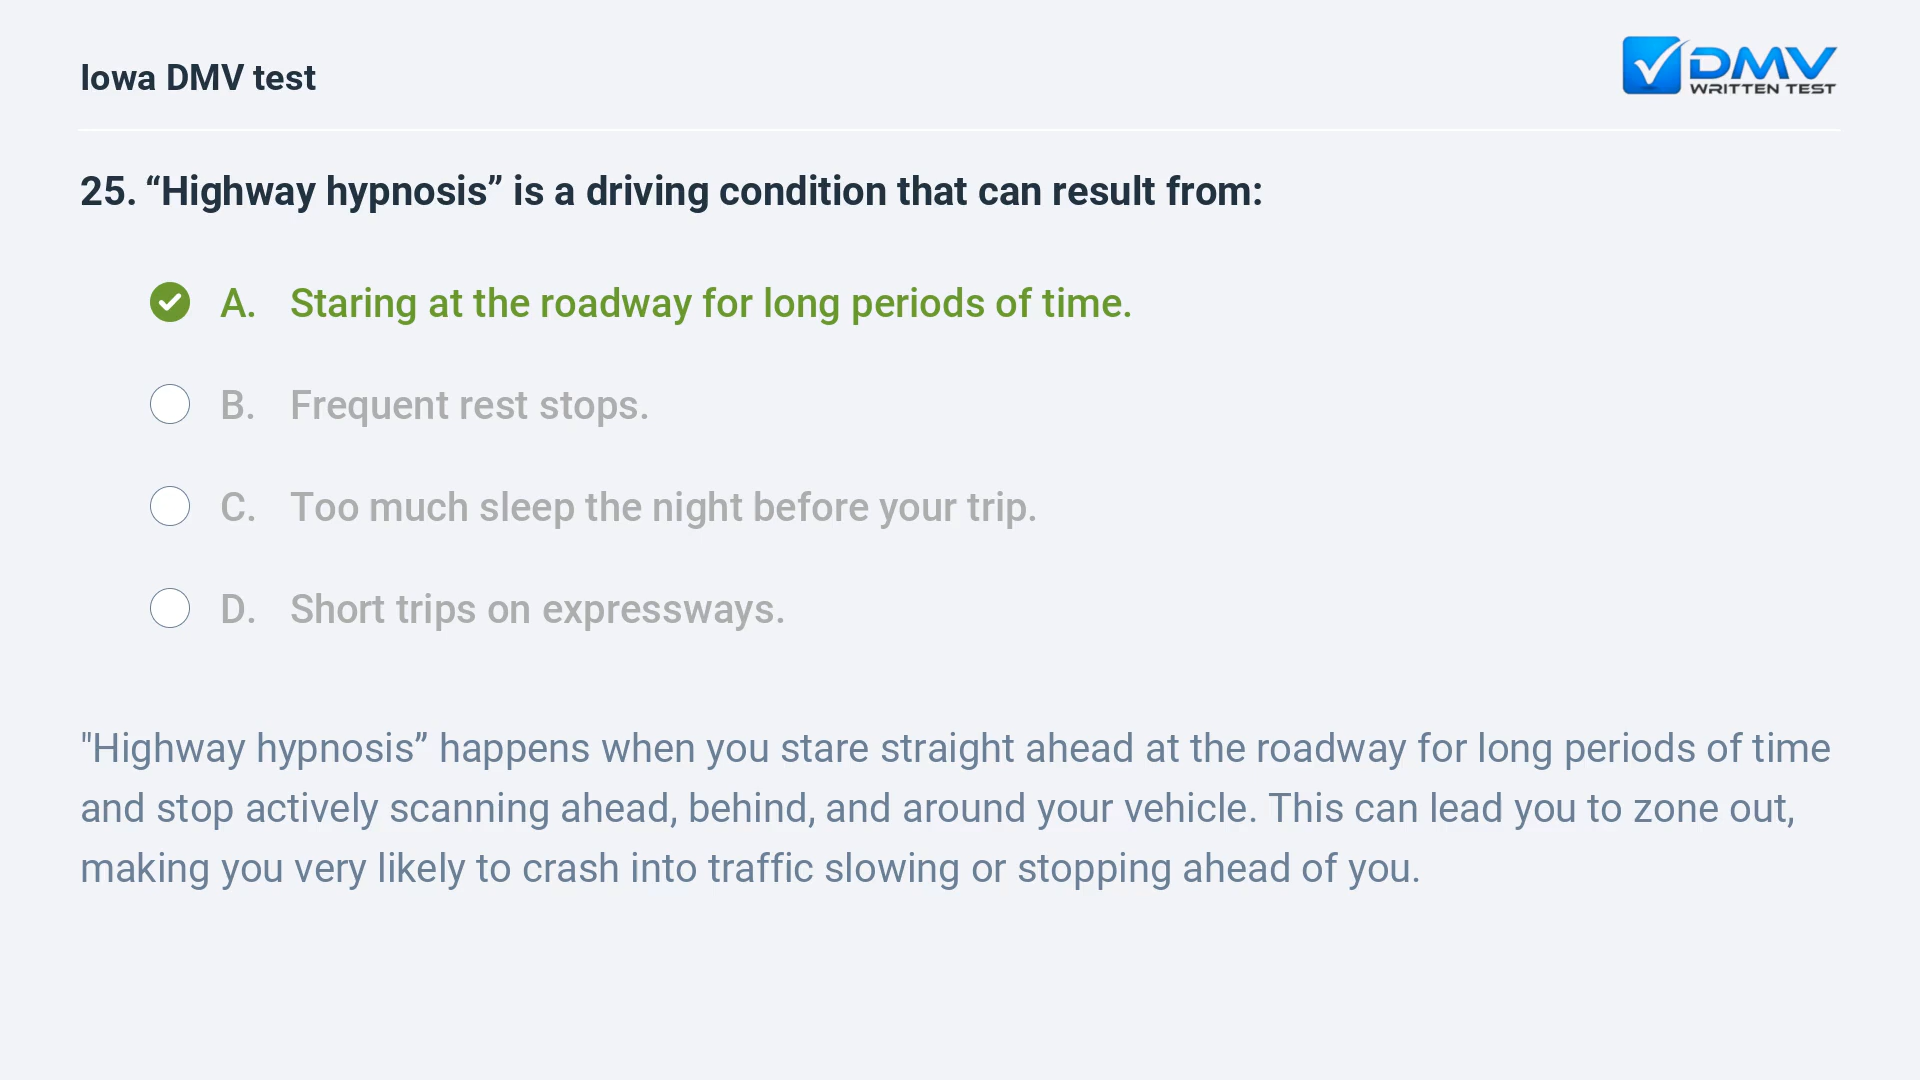 Iowa DMV test
DMV
WRITTEN TEST
25. “Highway hypnosis” is a driving condition that can result from:
A. Staring at the roadway for long periods of time.
B. Frequent rest stops.
C. Too much sleep the night before your trip.
D. Short trips on expressways.
"Highway hypnosis” happens when you stare straight ahead at the roadway for long periods of time
and stop actively scanning ahead, behind, and around your vehicle. This can lead you to zone out,
making you very likely to crash into traffic slowing or stopping ahead of you.